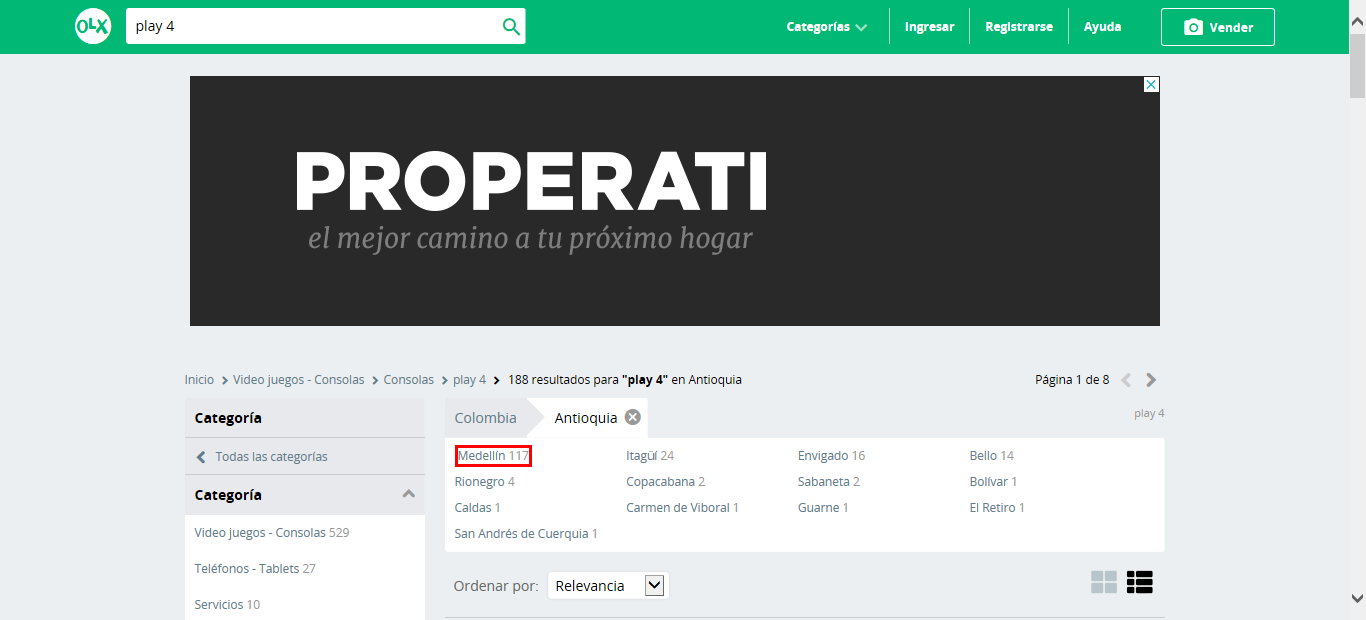 OLX play 4 Categorías Ingresar Registrarse Ayuda Vender
PROPERATI
el mejor camino a tu próximo hogar
Inicio Video juegos - Consolas Consolas play 4 188 resultados para "play 4" en Antioquia Página 1 de 8
Categoría
Todas las categorías
Categoría
Video juegos - Consolas 529
Teléfonos - Tablets 27
Servicios 10
Colombia Antioquia play 4
Medellín 117 Itagüí 24 Envigado 16 Bello 14
Rionegro 4 Copacabana 2 Sabaneta 2 Bolívar 1
Caldas 1 Carmen de Viboral 1 Guarne 1 El Retiro 1
San Andrés de Cuerquia 1
Ordenar por: Relevancia